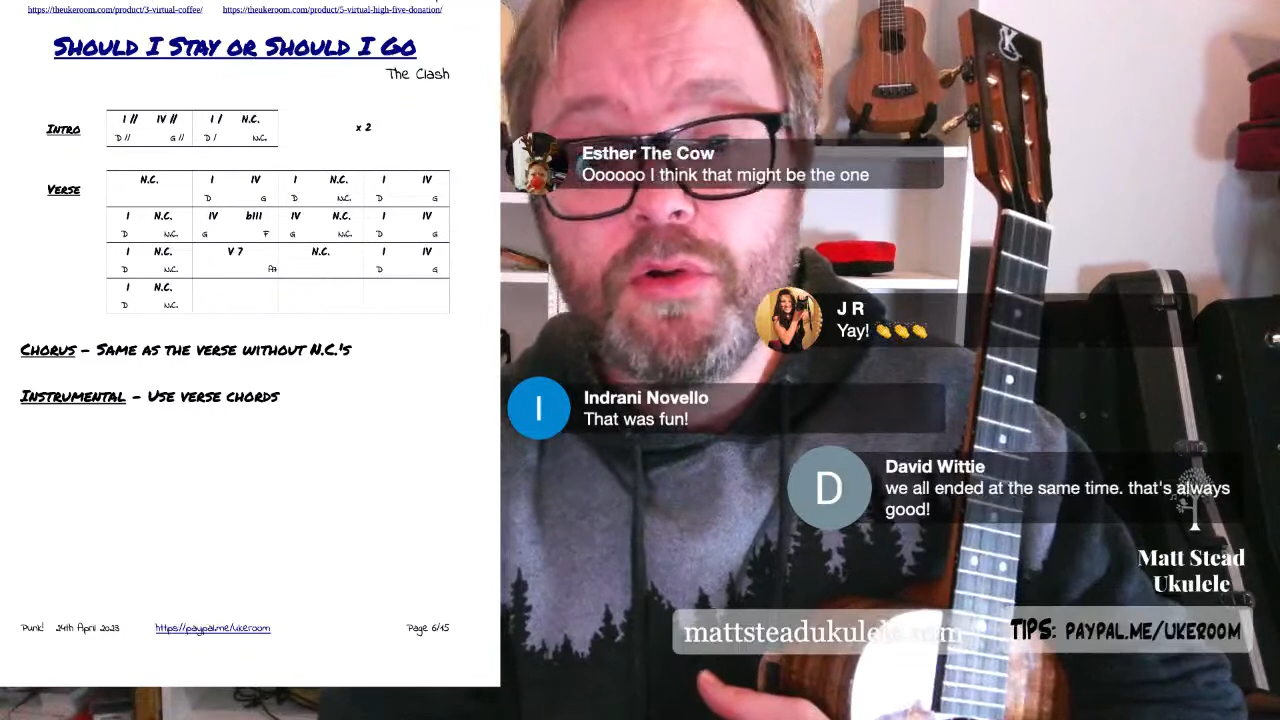 https://theukeroom.com/product/3-virtual-coffee/ https://theukeroom.com/product/5-virtual-high-five-donation/
Should I Stay or Should I Go
The Clash
Intro
I // IV // I / N.C.
D // G // D / N.C.
x 2
Verse
N.C. I IV I N.C. I IV
D G D N.C. D G
I N.C. IV bIII IV N.C. I IV
D N.C. G F G N.C. D G
I N.C. V 7 N.C. I IV
D N.C. A7 D G
I N.C.
D N.C.
Chorus – Same as the verse without N.C.'s
Instrumental – Use verse chords
Punk! 24th April 2023 https://paypal.me/ukeroom Page 6/15
K
Esther The Cow
Oooooo I think that might be the one
J R
Yay! 👏👏👏
I
Indrani Novello
That was fun!
D
David Wittie
we all ended at the same time. that's always
good!
Matt Stead
Ukulele
mattsteadukulele.com
TIPS: PAYPAL.ME/UKEROOM